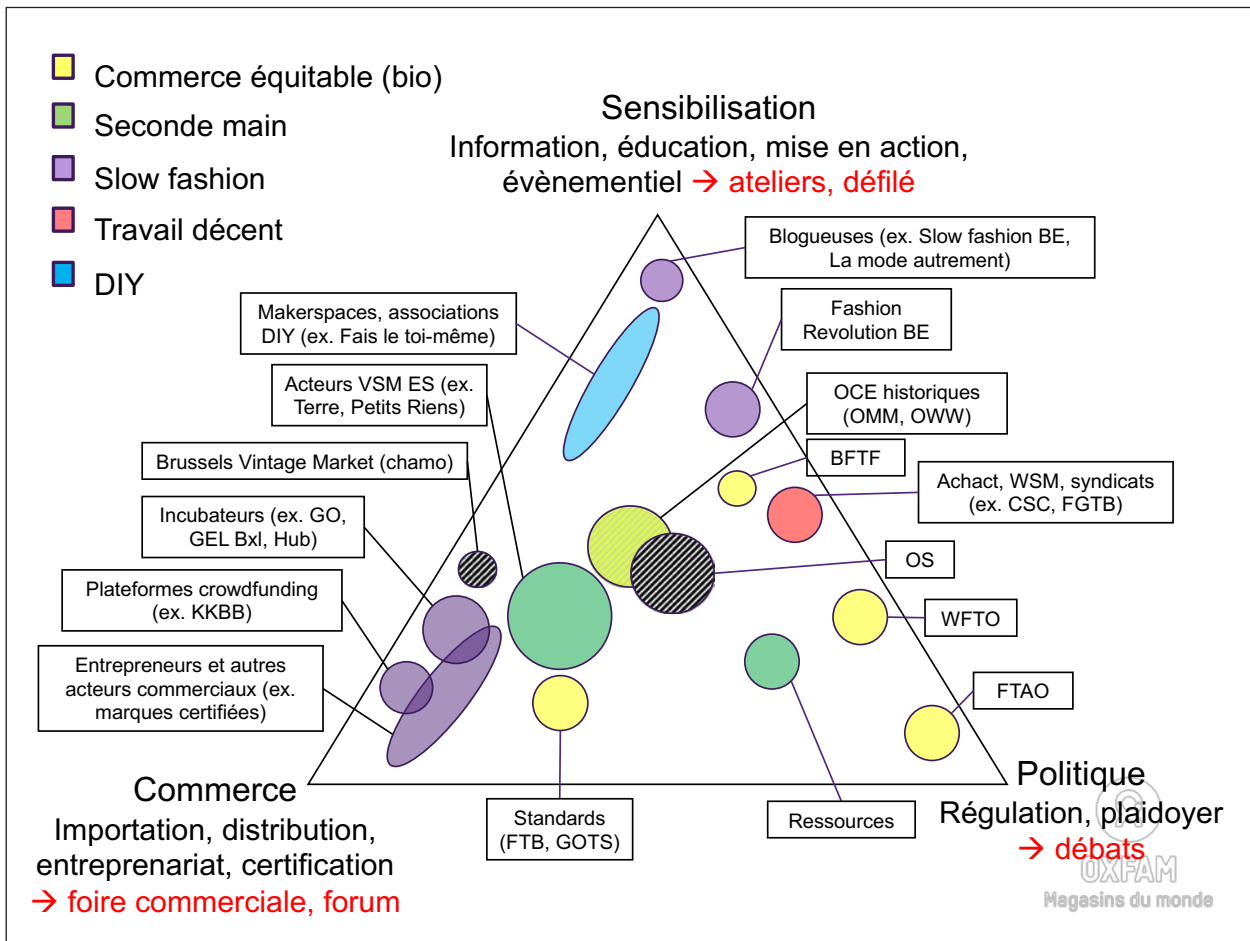 Commerce équitable (bio)
Seconde main
Slow fashion
Travail décent
DIY
Sensibilisation
Information, éducation, mise en action,
évènementiel → ateliers, défilé
Blogueuses (ex. Slow fashion BE,
La mode autrement)
Makerspaces, associations
DIY (ex. Fais le toi-même)
Fashion
Revolution BE
Acteurs VSM ES (ex.
Terre, Petits Riens)
OCE historiques
(OMM, OWW)
Brussels Vintage Market (chamo)
BFTF
Achact, WSM, syndicats
(ex. CSC, FGTB)
Incubateurs (ex. GO,
GEL Bxl, Hub)
OS
Plateformes crowdfunding
(ex. KKBB)
WFTO
Entrepreneurs et autres
acteurs commerciaux (ex.
marques certifiées)
FTAO
Commerce
Importation, distribution,
entreprenariat, certification
→ foire commerciale, forum
Standards
(FTB, GOTS)
Ressources
Politique
Régulation, plaidoyer
→ débats
OXFAM
Magasins du monde